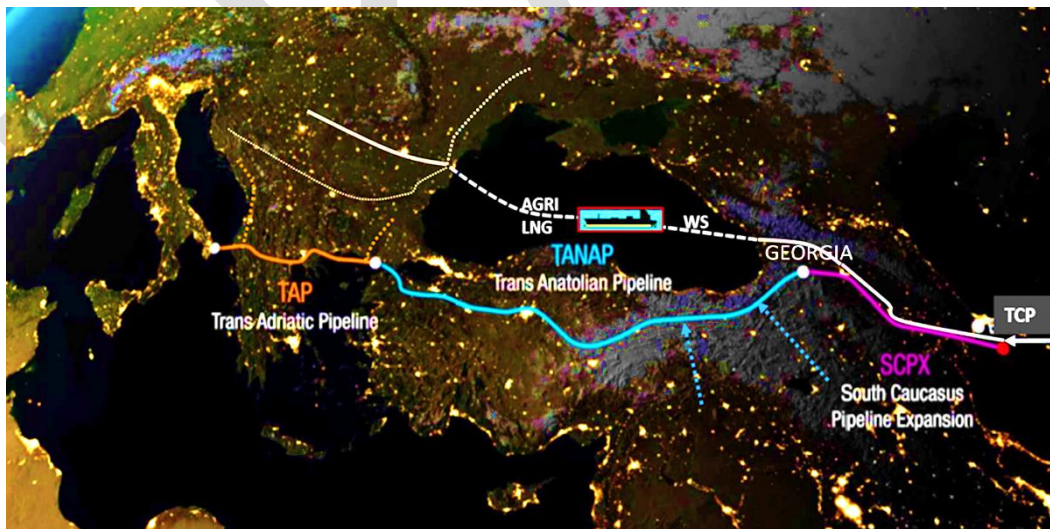 AGRI
LNG
WS
GEORGIA
TANAP
Trans Anatolian Pipeline
TAP
Trans Adriatic Pipeline
TCP
SCPX
South Caucasus
Pipeline Expansion